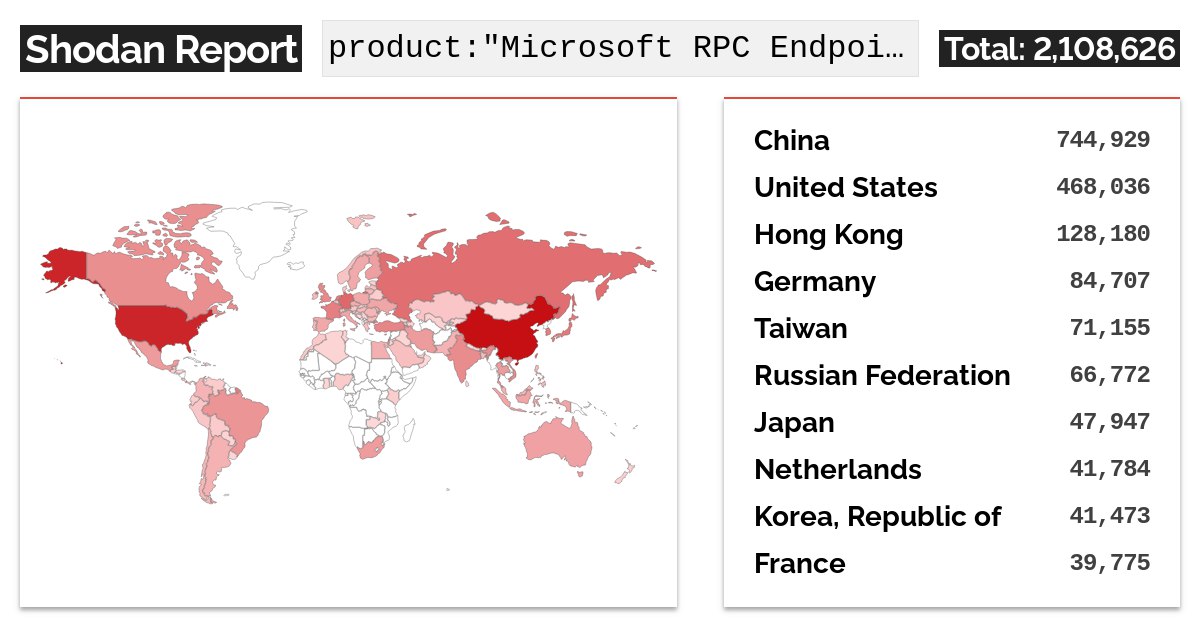 Shodan Report
product:"Microsoft RPC Endpoi…
Total: 2,108,626
China 744,929
United States 468,036
Hong Kong 128,180
Germany 84,707
Taiwan 71,155
Russian Federation 66,772
Japan 47,947
Netherlands 41,784
Korea, Republic of 41,473
France 39,775